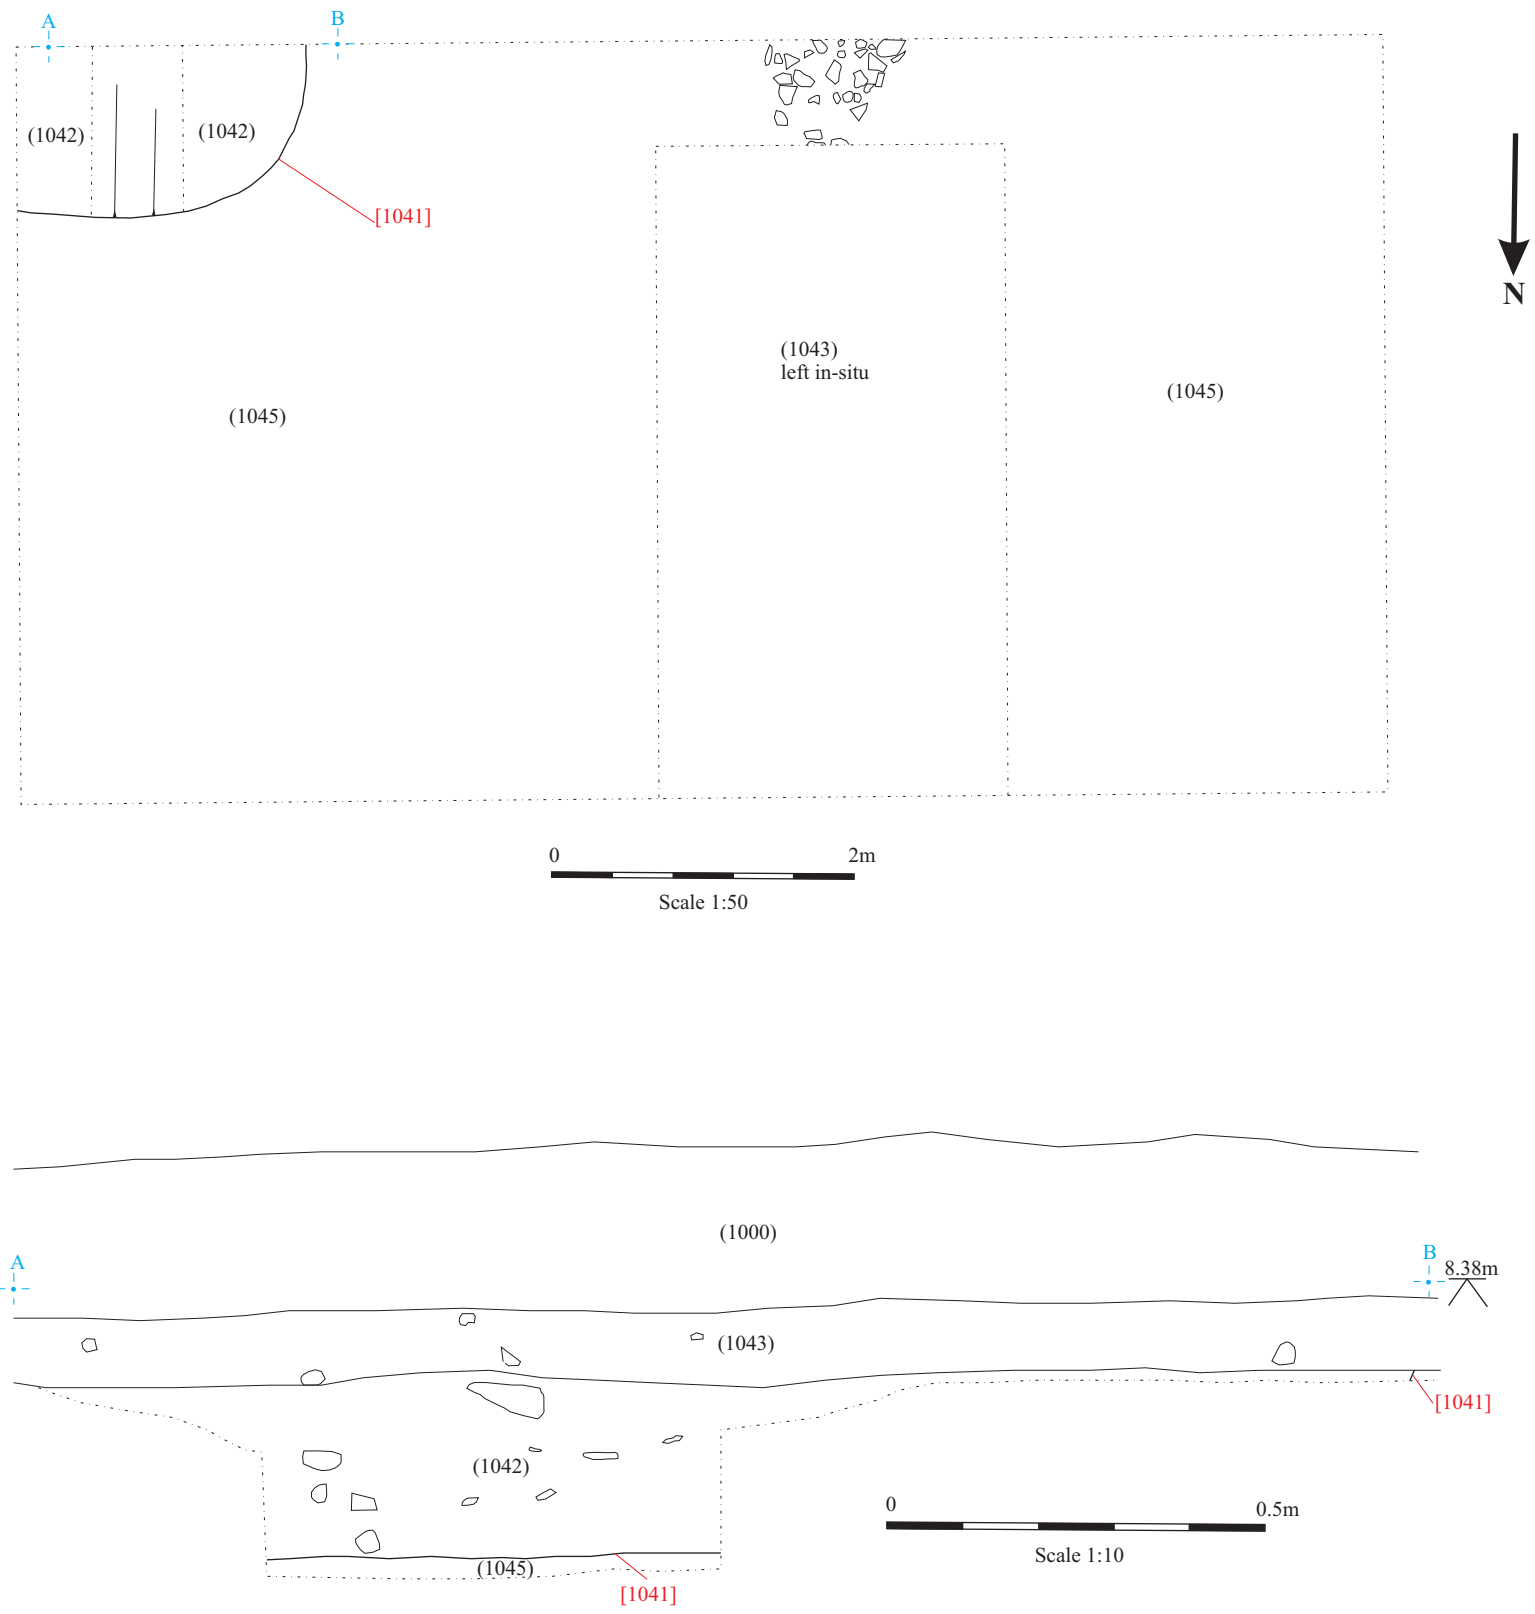 A
B
(1042)
(1042)
[1041]
N
(1043)
left in-situ
(1045)
(1045)
0
2m
Scale 1:50
(1000)
A
B
8.38m
(1043)
[1041]
(1042)
0
0.5m
Scale 1:10
(1045)
[1041]